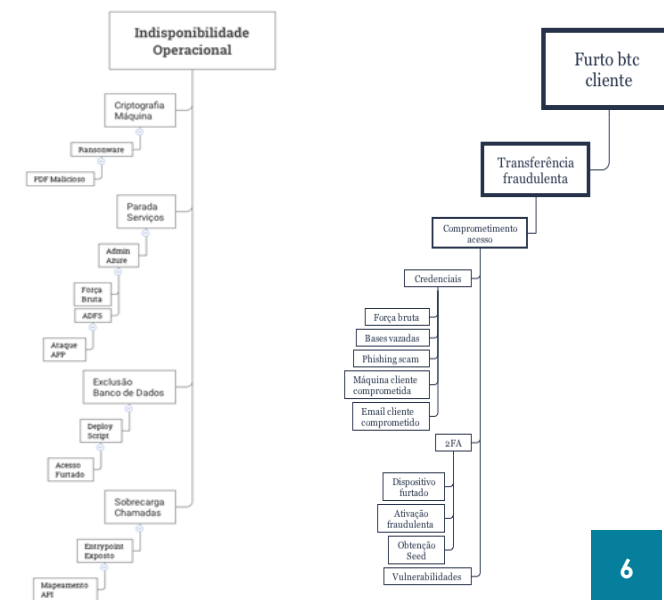 Indisponibilidade
Operacional
Criptografia
Máquina
Ransonware
PDF Malicioso
Parada
Serviços
Admin
Azure
Força
Bruta
ADFS
Ataque
APP
Exclusão
Banco de Dados
Deploy
Script
Acesso
Furtado
Sobrecarga
Chamadas
Entrypoint
Exposto
Mapeamento
API
Furto btc
cliente
Transferência
fraudulenta
Comprometimento
acesso
Credenciais
Força bruta
Bases vazadas
Phishing scam
Máquina cliente
comprometida
Email cliente
comprometido
2FA
Dispositivo
furtado
Ativação
fraudulenta
Obtenção
Seed
Vulnerabilidades
6